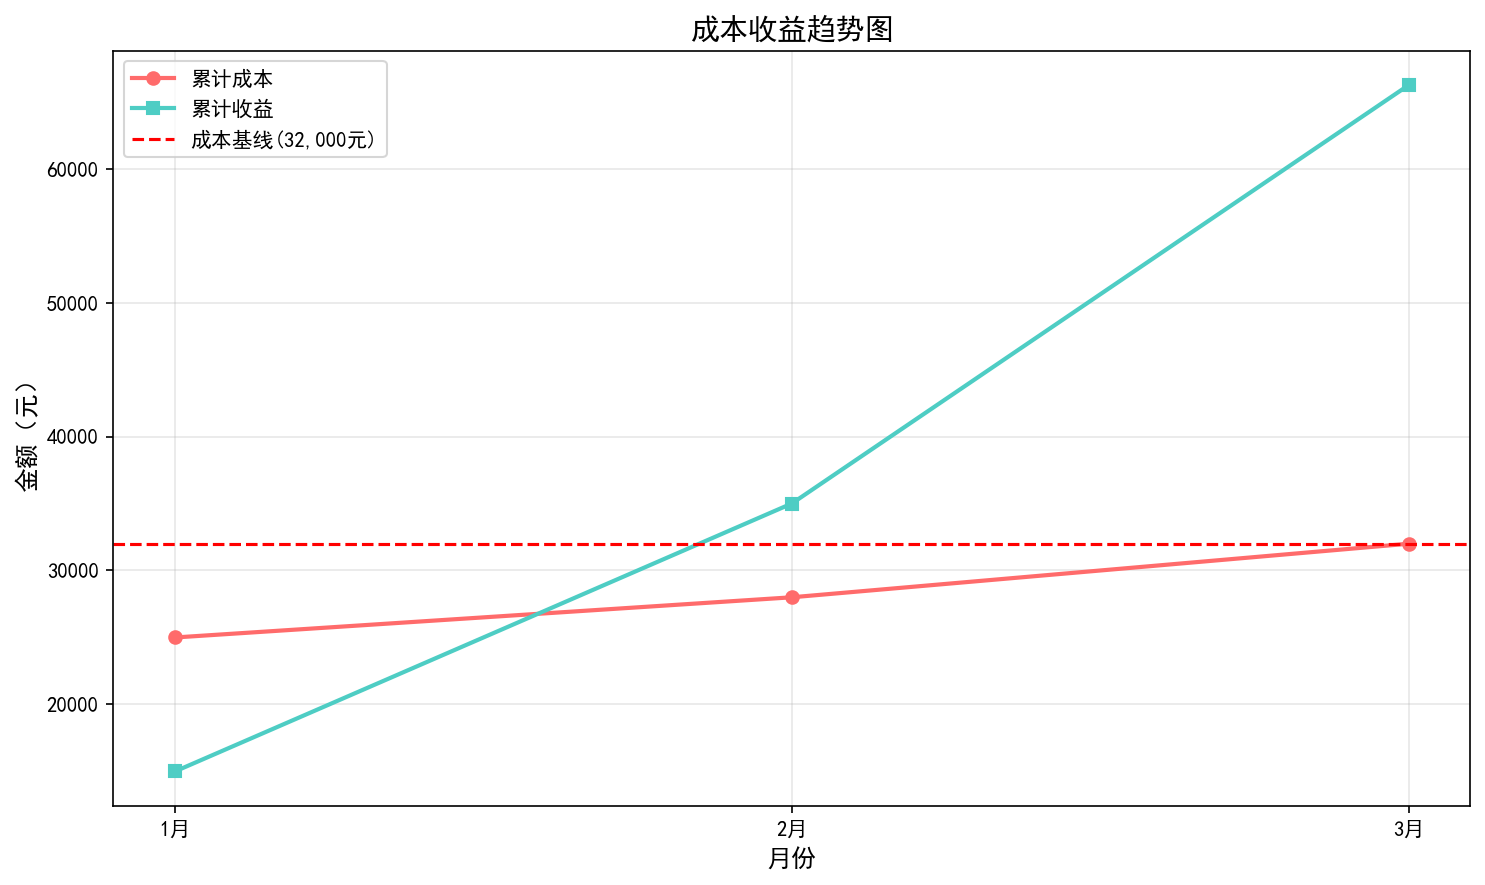 成本收益趋势图
累计成本
累计收益
成本基线(32,000元)
金额（元）
60000
50000
40000
30000
20000
1月
2月
3月
月份